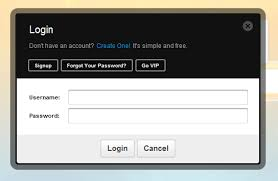 Login
Don't have an account? Create One! It's simple and free.
Signup Forgot Your Password? Go VIP
Username:
Password:
Login Cancel